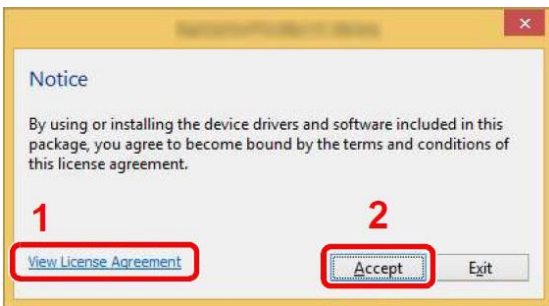 Notice
By using or installing the device drivers and software included in this
package, you agree to become bound by the terms and conditions of
this license agreement.
1
2
View License Agreement
Accept
Exit